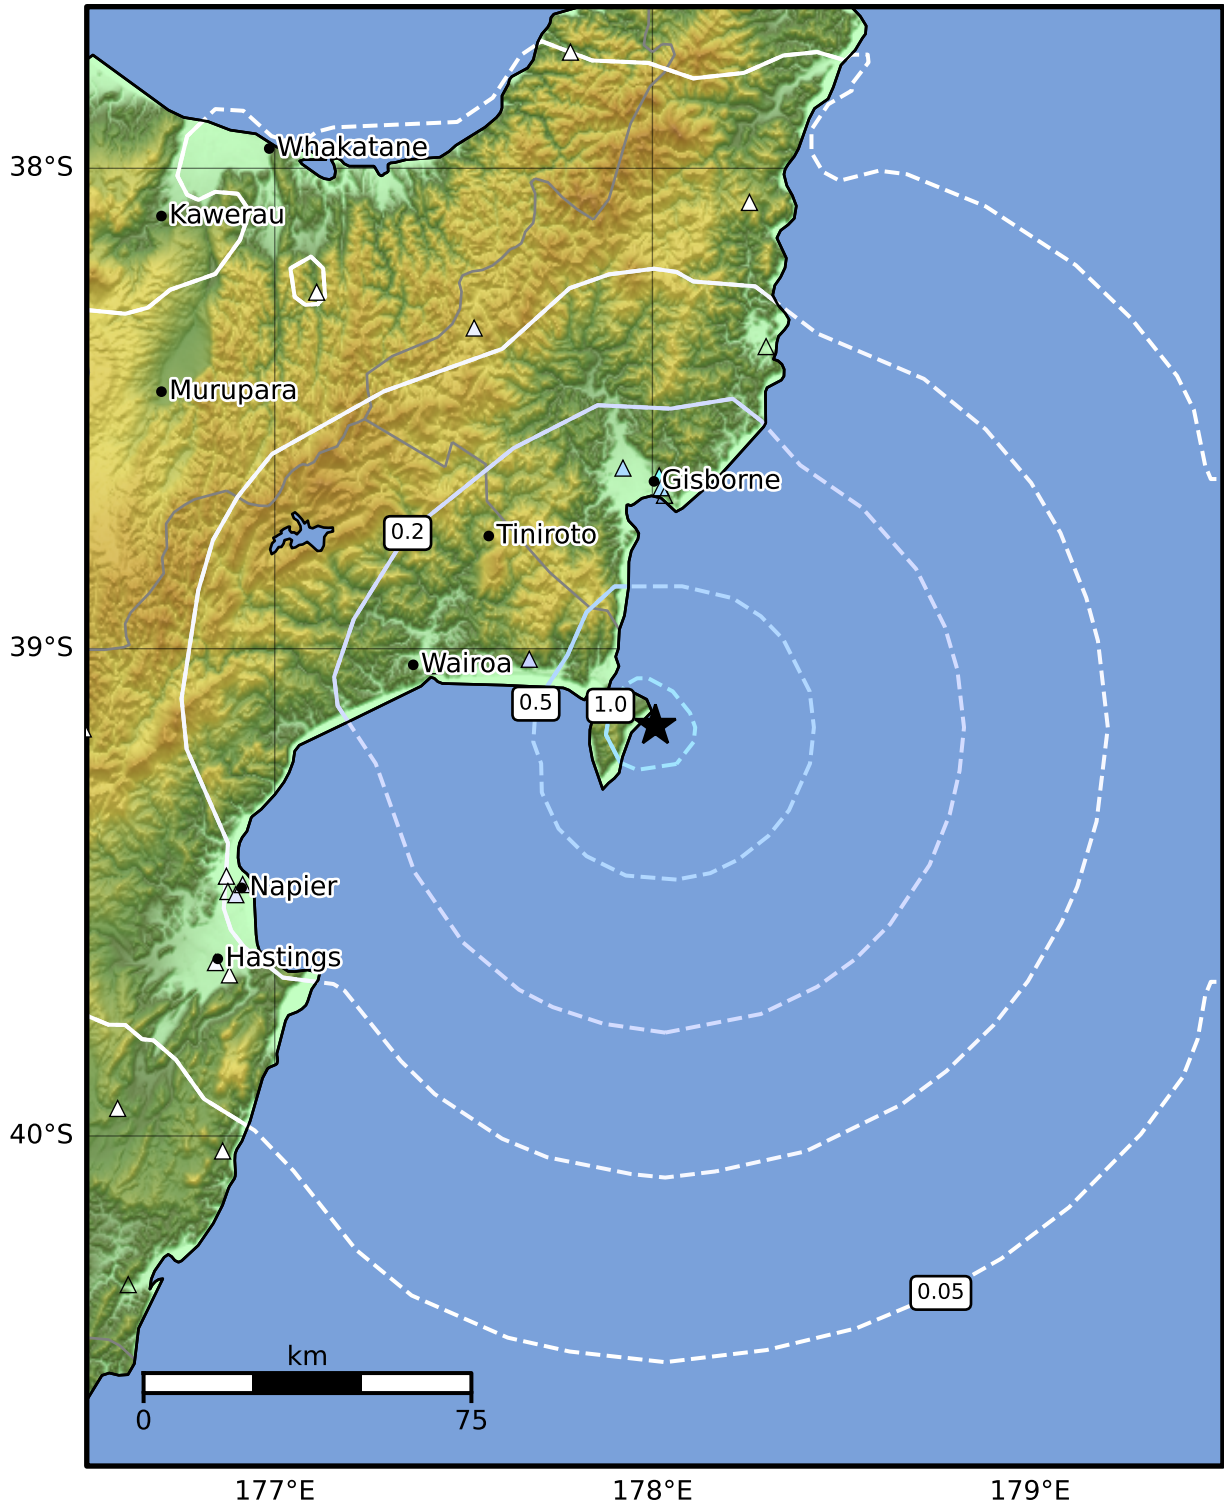 Whakatane
38°S
Kawerau
Murupara
Gisborne
0.2
Tiniroto
39°S
Wairoa
0.5
1.0
Napier
Hastings
40°S
0.05
km
0
75
177°E
178°E
179°E